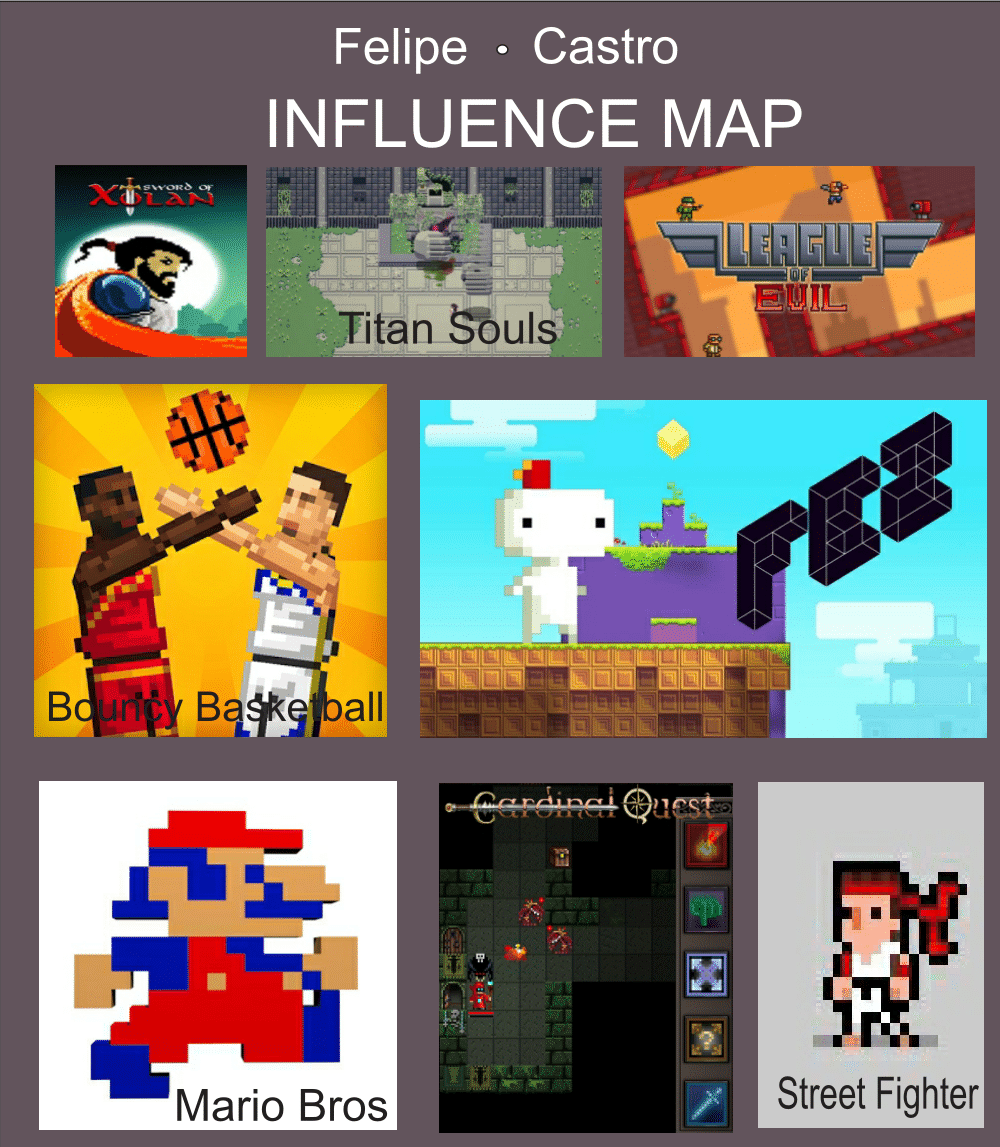 Felipe • Castro
INFLUENCE MAP
SWORD OF
XOLAN
Titan Souls
LEAGUE
OF
EVIL
Bouncy Basketball
FEZ
Mario Bros
Cardinal Quest
?
Street Fighter